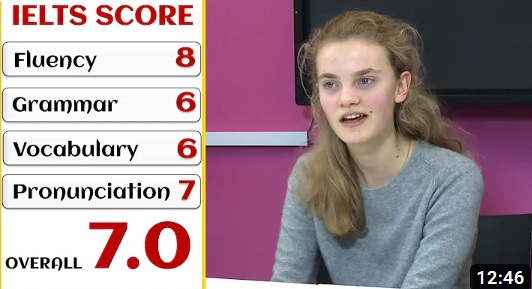 IELTS SCORE
Fluency 8
Grammar 6
Vocabulary 6
Pronunciation 7
OVERALL 7.0
12:46